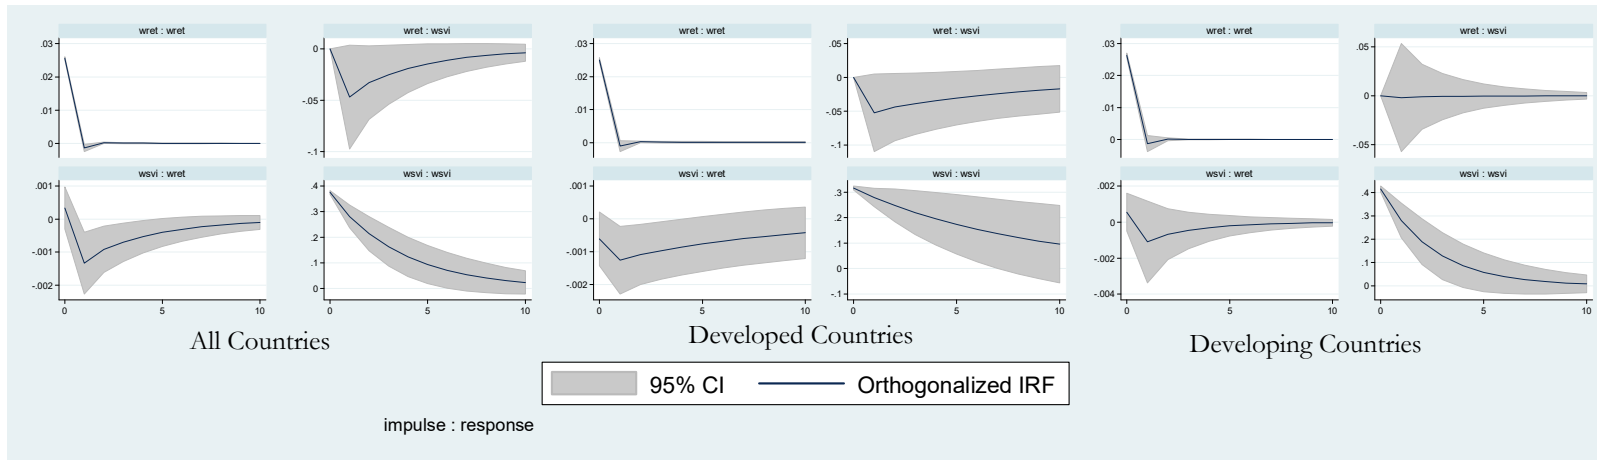 wret : wret
wret : wsvi
wret : wret
wret : wsvi
wret : wret
wret : wsvi
.03
.02
.01
0
0
-.05
-.1
.03
.02
.01
0
.05
0
-.05
-.1
.03
.02
.01
0
.05
0
-.05
wsvi : wret
wsvi : wsvi
wsvi : wret
wsvi : wsvi
wsvi : wret
wsvi : wsvi
.001
0
-.001
-.002
.4
.3
.2
.1
0
.001
0
-.001
-.002
.3
.2
.1
0
-.1
.002
0
-.002
-.004
.4
.3
.2
.1
0
0 5 10
0 5 10
0 5 10
0 5 10
0 5 10
0 5 10
All Countries
Developed Countries
Developing Countries
95% CI
Orthogonalized IRF
impulse : response